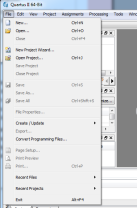 Quartus II 64-Bit
File Edit View Project Assignments Processing Tools Win
New... Ctrl+N
Open... Ctrl+O
Close Ctrl+F4
New Project Wizard...
Open Project... Ctrl+J
Save Project
Close Project
Save Ctrl+S
Save As...
Save All Ctrl+Shift+S
File Properties...
Create / Update
Export...
Convert Programming Files...
Page Setup...
Print Preview
Print... Ctrl+P
Recent Files
Recent Projects
Exit Alt+F4